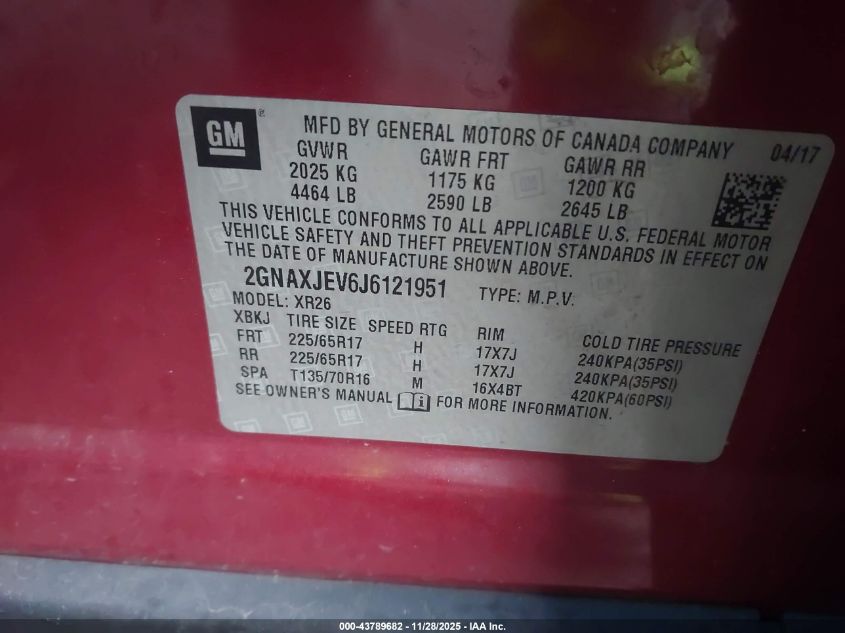 GM ®
MFD BY GENERAL MOTORS OF CANADA COMPANY 04/17
GVWR GAWR FRT GAWR RR
2025 KG 1175 KG 1200 KG
4464 LB 2590 LB 2645 LB
THIS VEHICLE CONFORMS TO ALL APPLICABLE U.S. FEDERAL MOTOR
VEHICLE SAFETY AND THEFT PREVENTION STANDARDS IN EFFECT ON
THE DATE OF MANUFACTURE SHOWN ABOVE.
2GNAXJEV6J6121951 TYPE: M.P.V.
MODEL: XR26
XBKJ TIRE SIZE SPEED RTG RIM COLD TIRE PRESSURE
FRT 225/65R17 H 17X7J 240KPA(35PSI)
RR 225/65R17 H 17X7J 240KPA(35PSI)
SPA T135/70R16 M 16X4BT 420KPA(60PSI)
SEE OWNER'S MANUAL FOR MORE INFORMATION.
000-43789682 - 11/28/2025 - IAA Inc.